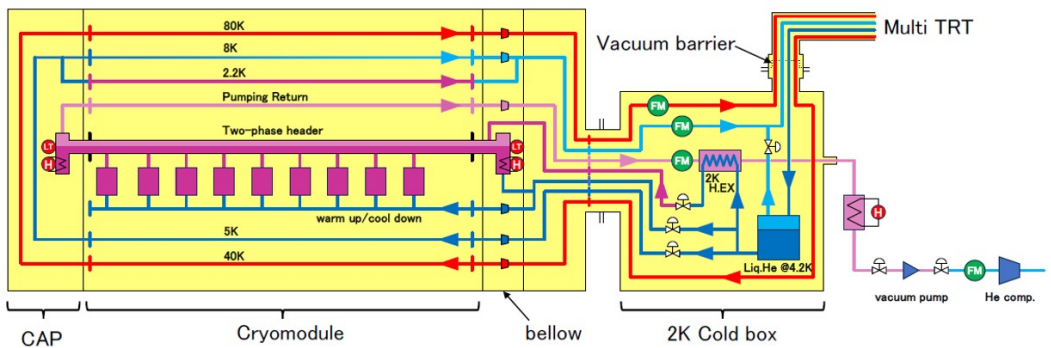 80K
8K
2.2K
Pumping Return
Two-phase header
LT
H
LT
H
warm up/cool down
5K
40K
CAP
Cryomodule
bellow
Vacuum barrier
Multi TRT
FM
FM
FM
2K
H.EX
Liq.He @4.2K
2K Cold box
H
FM
vacuum pump
He comp.